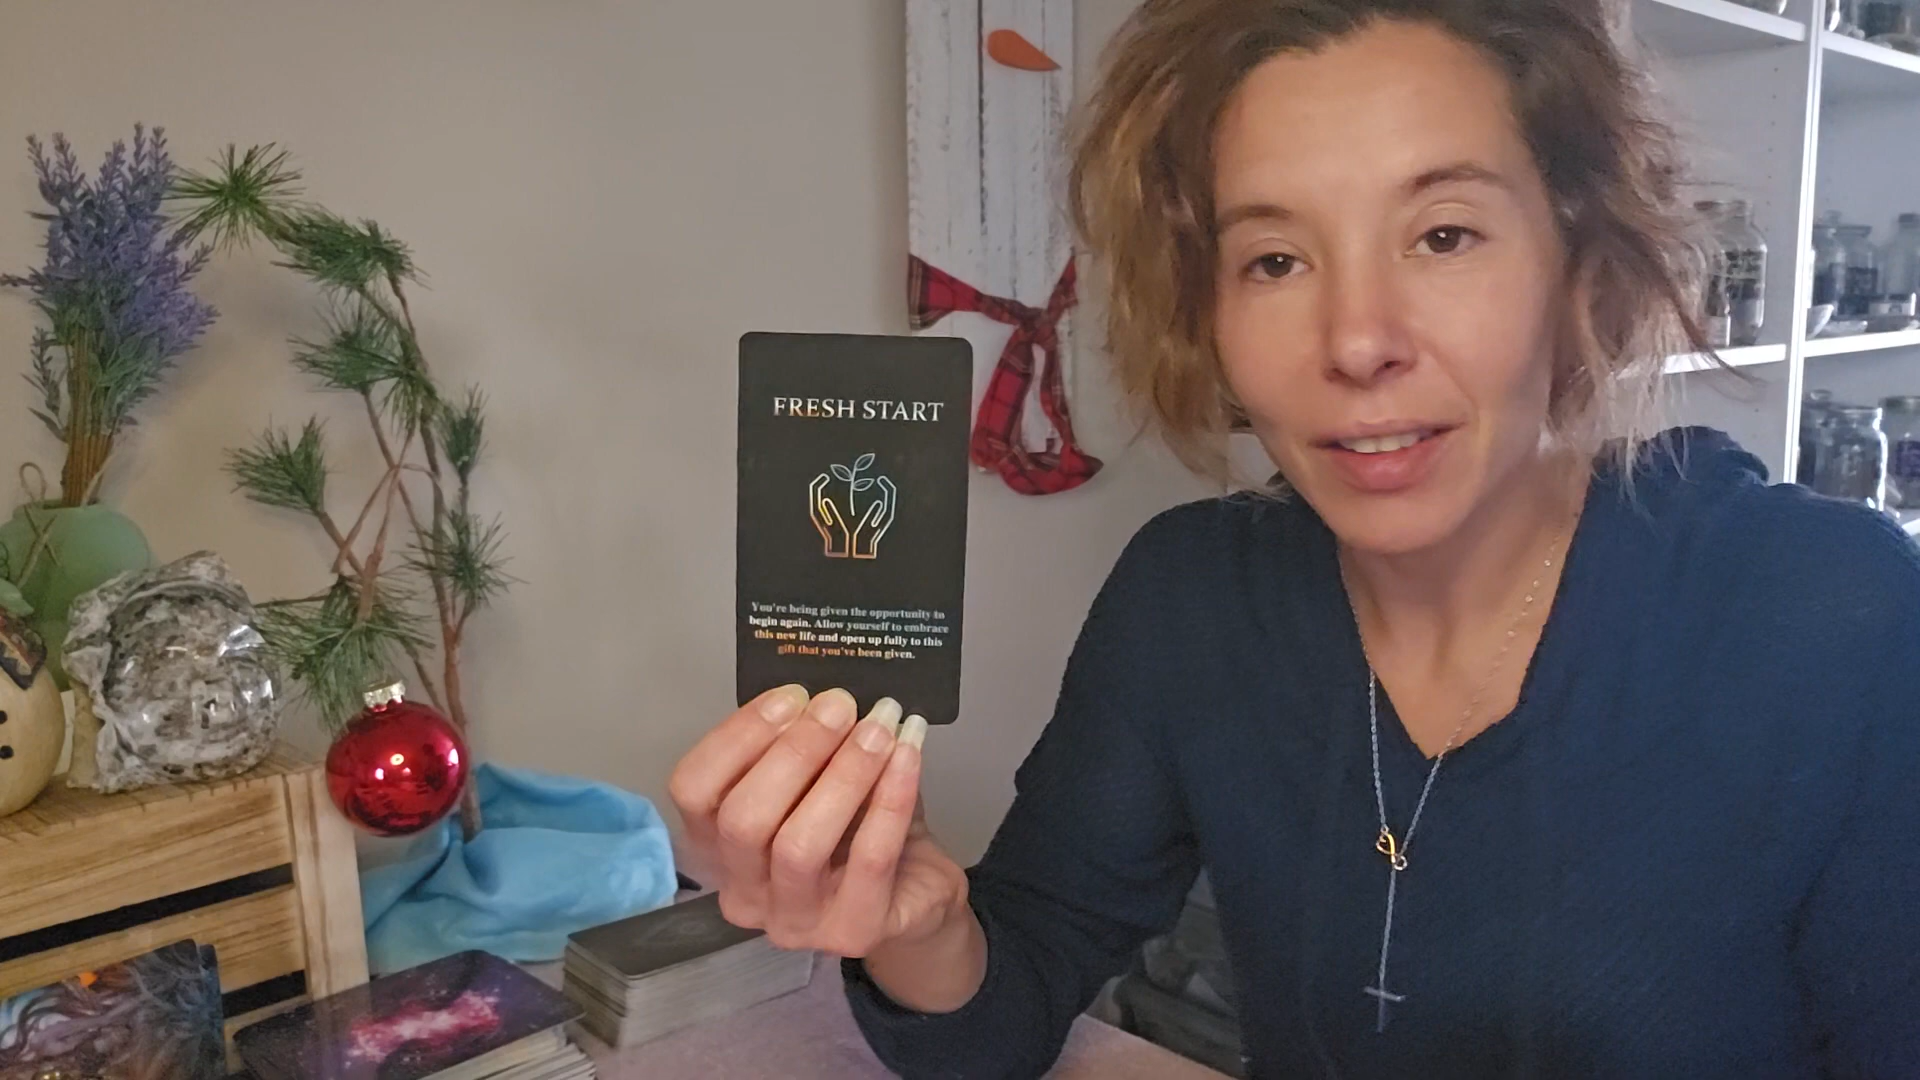 FRESH START
You're being given the opportunity to
begin again. Allow yourself to embrace
this new life and open up fully to this
gift that you've been given.